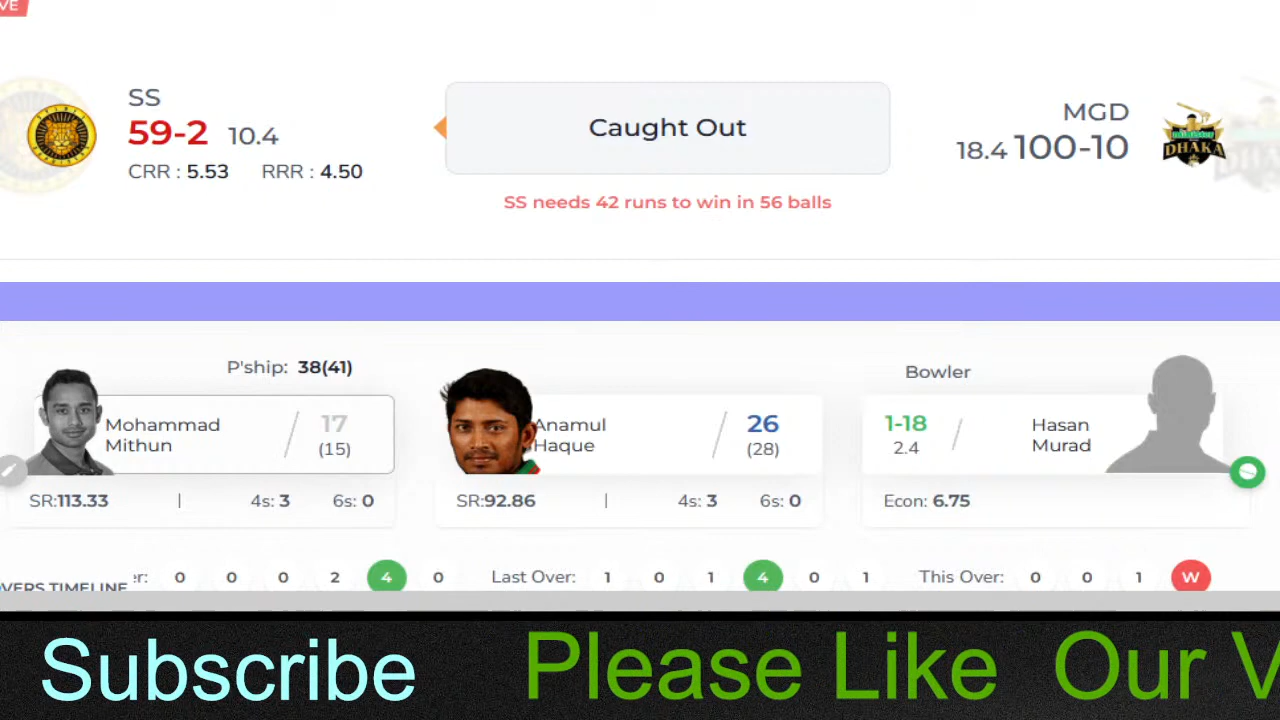 VE
SS
59-2 10.4
CRR : 5.53 RRR : 4.50
Caught Out
SS needs 42 runs to win in 56 balls
MGD
18.4 100-10
DHAKA
P'ship: 38(41)
Mohammad
Mithun
17
(15)
SR:113.33 | 4s: 3 6s: 0
Anamul
Haque
26
(28)
SR:92.86 | 4s: 3 6s: 0
Bowler
1-18
2.4
Hasan
Murad
Econ: 6.75
er: 0 0 0 2 4 0 Last Over: 1 0 1 4 0 1 This Over: 0 0 1 W
OVERS TIMELINE
Subscribe Please Like Our V